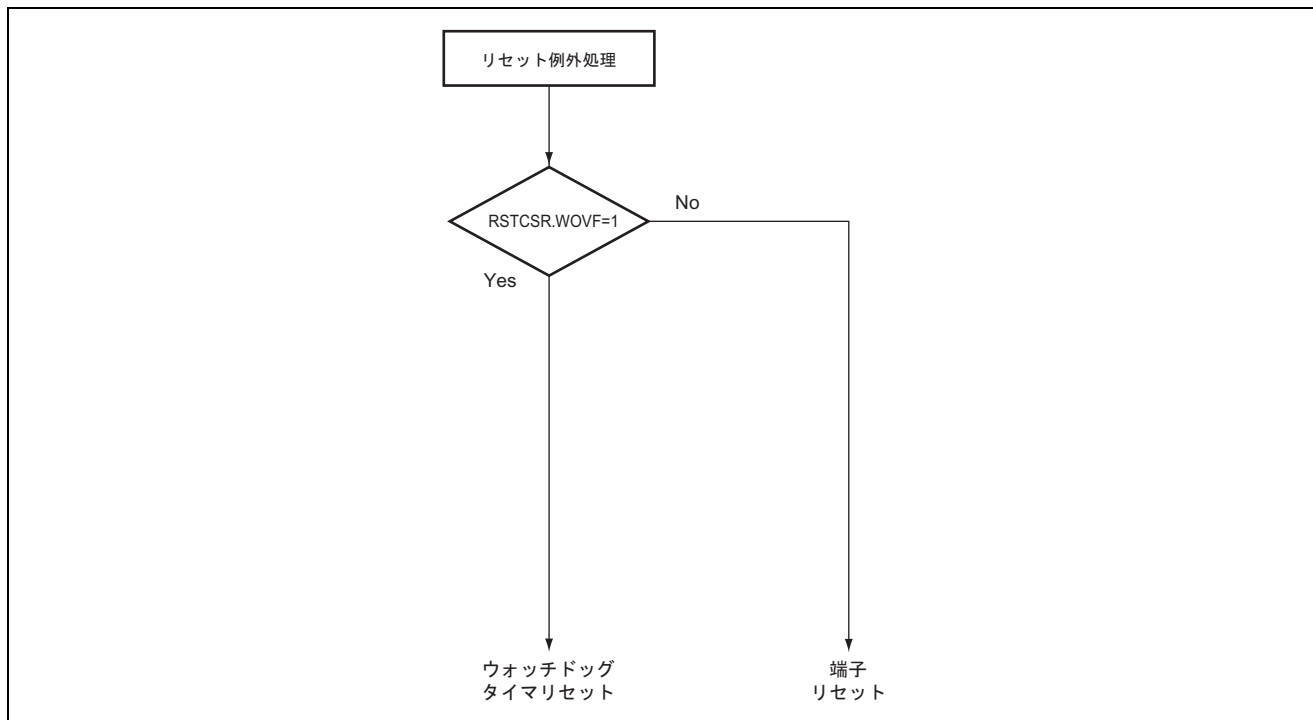 リセット例外処理
RSTCSR.WOVF=1
No
Yes
ウォッチドッグ
タイマリセット
端子
リセット